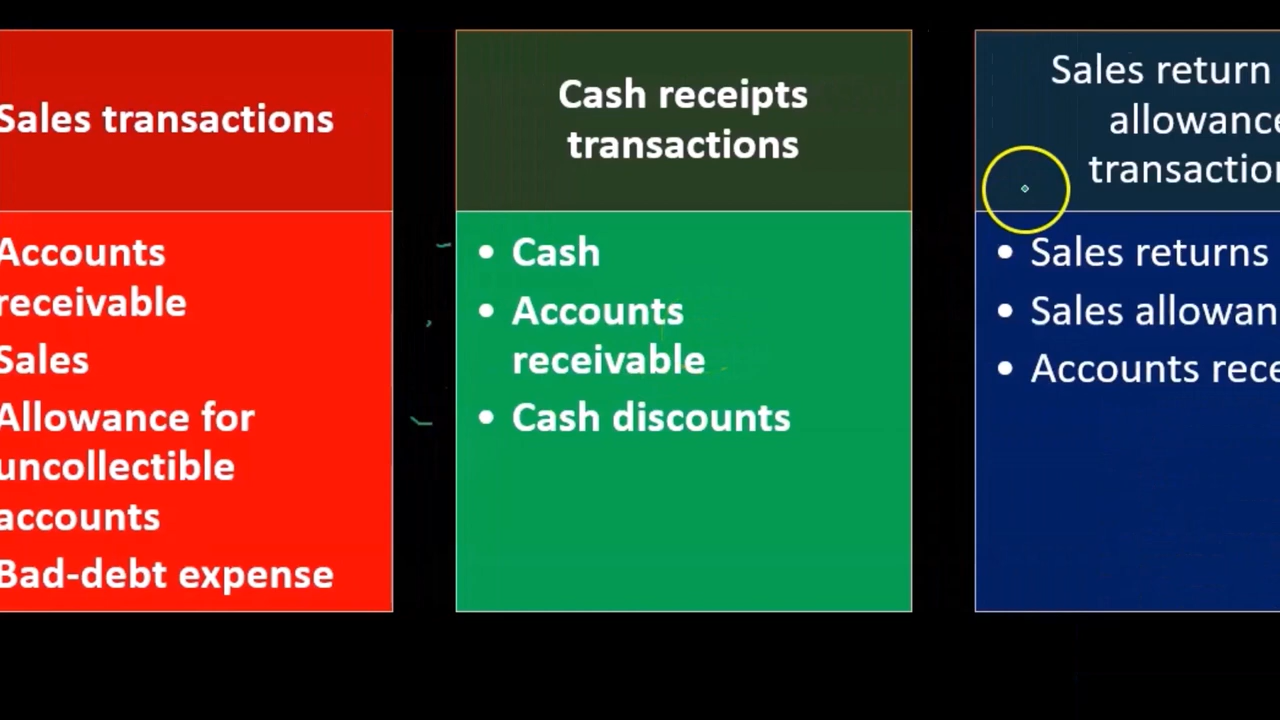 Sales transactions
Accounts
receivable
Sales
Allowance for
uncollectible
accounts
Bad-debt expense
Cash receipts
transactions
• Cash
• Accounts
receivable
• Cash discounts
Sales return
allowance
transaction
• Sales returns
• Sales allowan
• Accounts rece